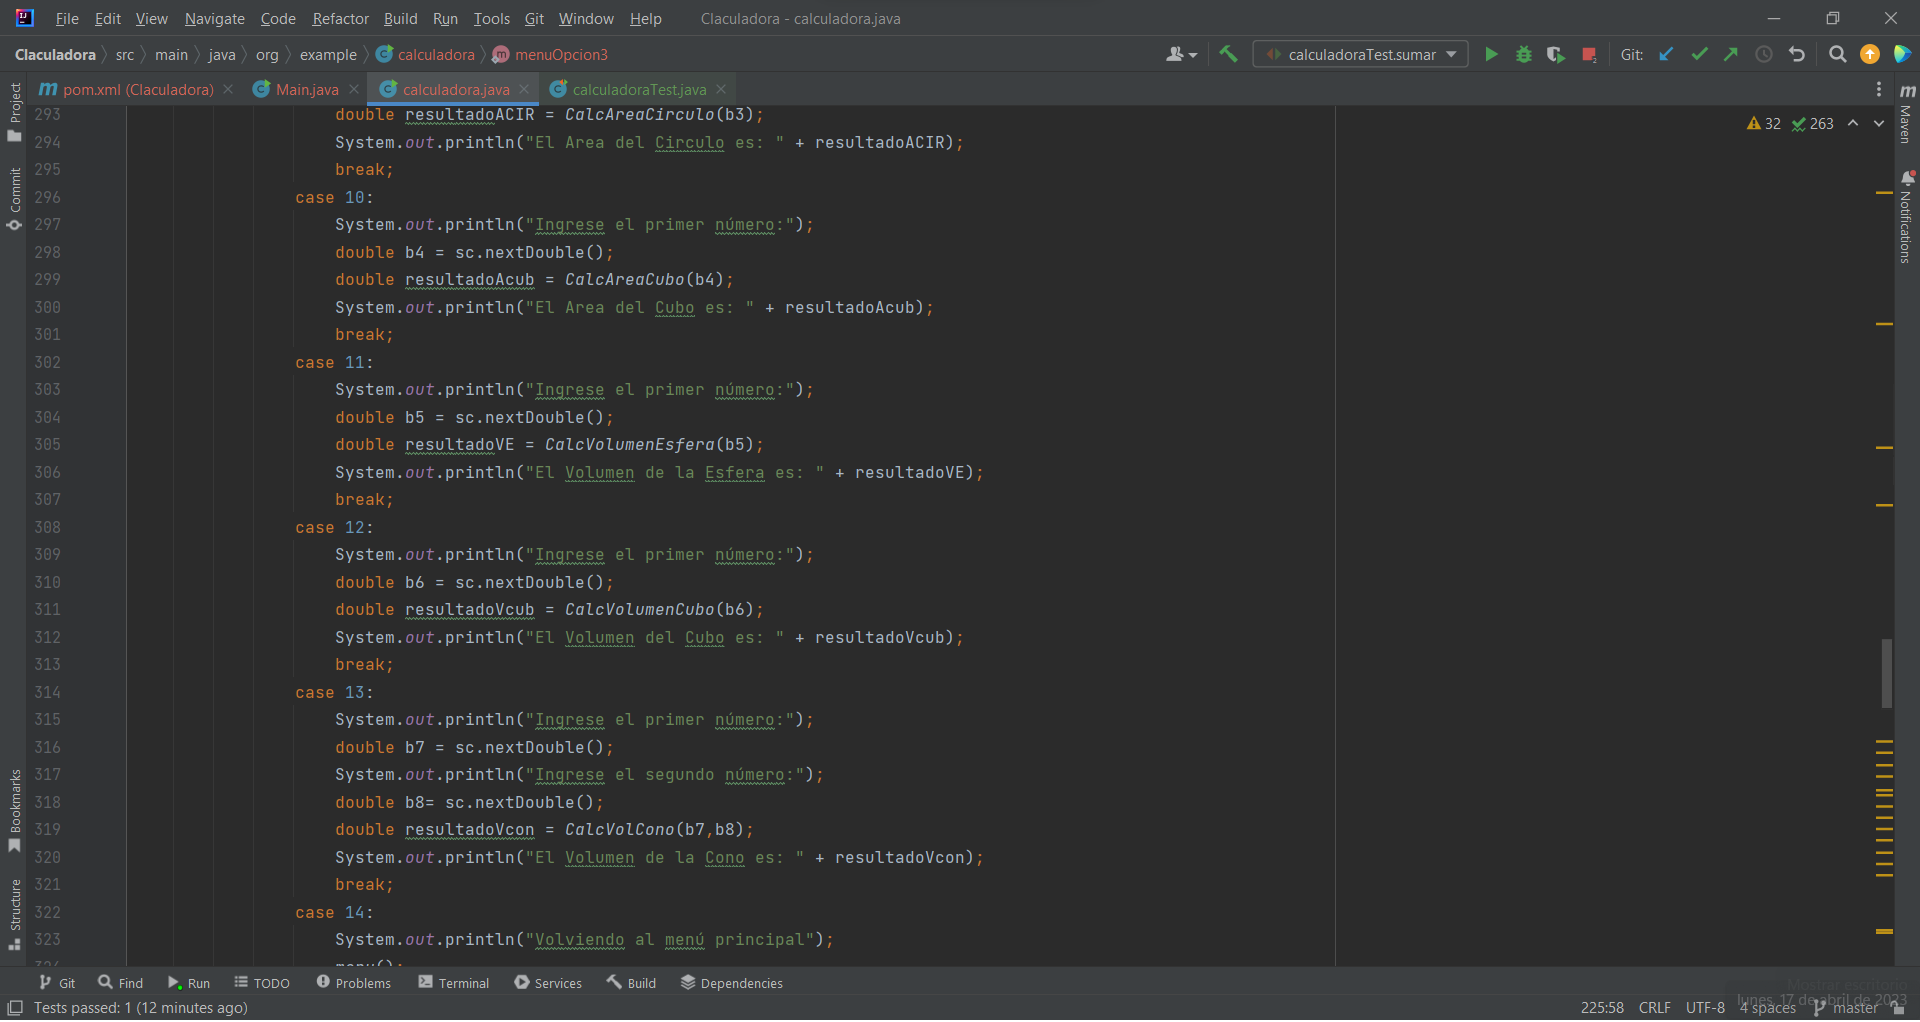 File Edit View Navigate Code Refactor Build Run Tools Git Window Help Claculadora - calculadora.java
Claculadora src main java org example calculadora menuOpcion3 calculadoraTest.sumar Git:
pom.xml (Claculadora) Main.java calculadora.java calculadoraTest.java
32 263
Project
Commit
Bookmarks
Structure
Maven
Notifications
293 double resultadoACIR = CalcAreaCirculo(b3);
294 System.out.println("El Area del Circulo es: " + resultadoACIR);
295 break;
296 case 10:
297 System.out.println("Ingrese el primer número:");
298 double b4 = sc.nextDouble();
299 double resultadoAcub = CalcAreaCubo(b4);
300 System.out.println("El Area del Cubo es: " + resultadoAcub);
301 break;
302 case 11:
303 System.out.println("Ingrese el primer número:");
304 double b5 = sc.nextDouble();
305 double resultadoVE = CalcVolumenEsfera(b5);
306 System.out.println("El Volumen de la Esfera es: " + resultadoVE);
307 break;
308 case 12:
309 System.out.println("Ingrese el primer número:");
310 double b6 = sc.nextDouble();
311 double resultadoVcub = CalcVolumenCubo(b6);
312 System.out.println("El Volumen del Cubo es: " + resultadoVcub);
313 break;
314 case 13:
315 System.out.println("Ingrese el primer número:");
316 double b7 = sc.nextDouble();
317 System.out.println("Ingrese el segundo número:");
318 double b8= sc.nextDouble();
319 double resultadoVcon = CalcVolCono(b7,b8);
320 System.out.println("El Volumen de la Cono es: " + resultadoVcon);
321 break;
322 case 14:
323 System.out.println("Volviendo al menú principal");
324 menu();
Git Find Run TODO Problems Terminal Services Build Dependencies
Mostrar escritorio
lunes, 17 de abril de 2023
Tests passed: 1 (12 minutes ago) 225:58 CRLF UTF-8 4 spaces master